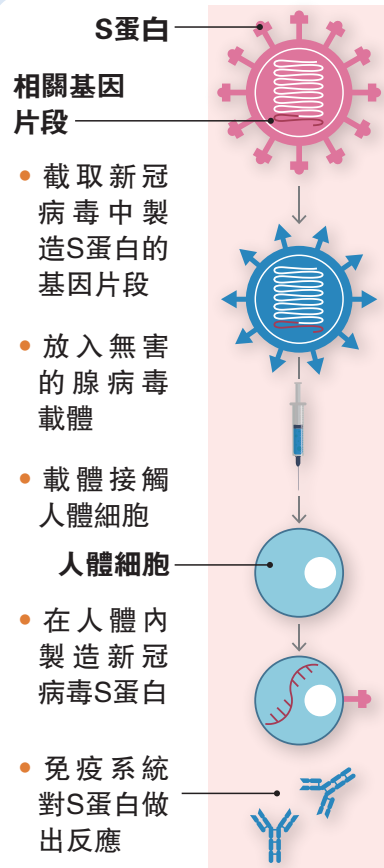 S蛋白
相關基因
片段
• 截取新冠
病毒中製
造S蛋白的
基因片段
• 放入無害
的腺病毒
載體
• 載體接觸
人體細胞
人體細胞
• 在人體內
製造新冠
病毒S蛋白
• 免疫系統
對S蛋白做
出反應